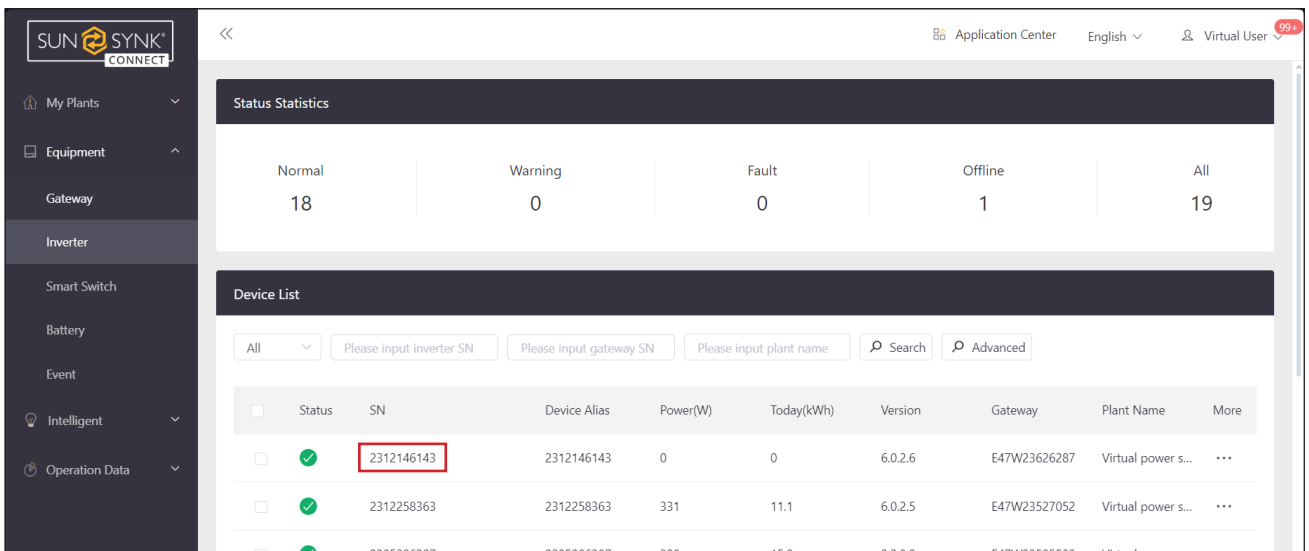 SUN SYNK®
CONNECT
Application Center English Virtual User 99+
My Plants
Equipment
Gateway
Inverter
Smart Switch
Battery
Event
Intelligent
Operation Data
Status Statistics
Normal Warning Fault Offline All
18 0 0 1 19
Device List
All Please input inverter SN Please input gateway SN Please input plant name Search Advanced
Status SN Device Alias Power(W) Today(kWh) Version Gateway Plant Name More
2312146143 2312146143 0 0 6.0.2.6 E47W23626287 Virtual power s... ...
2312258363 2312258363 331 11.1 6.0.2.5 E47W23527052 Virtual power s... ...